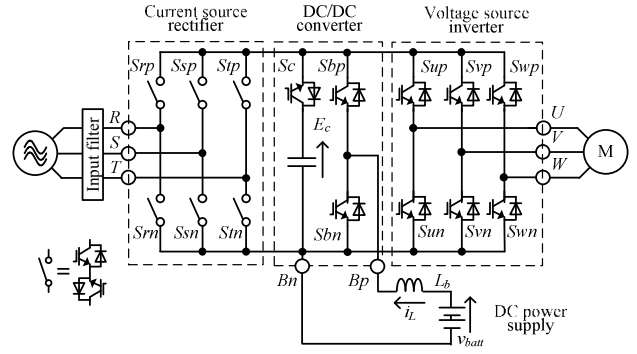 Current source
rectifier
DC/DC
converter
Voltage source
inverter
Srp Ssp Stp Sc Sbp Sup Svp Swp
Input filter
R
S
T
Ec
U
V
W
M
Srn Ssn Stn Sbn Sun Svn Swn
=
Bn Bp
iL
Lb
vbatt
DC power
supply